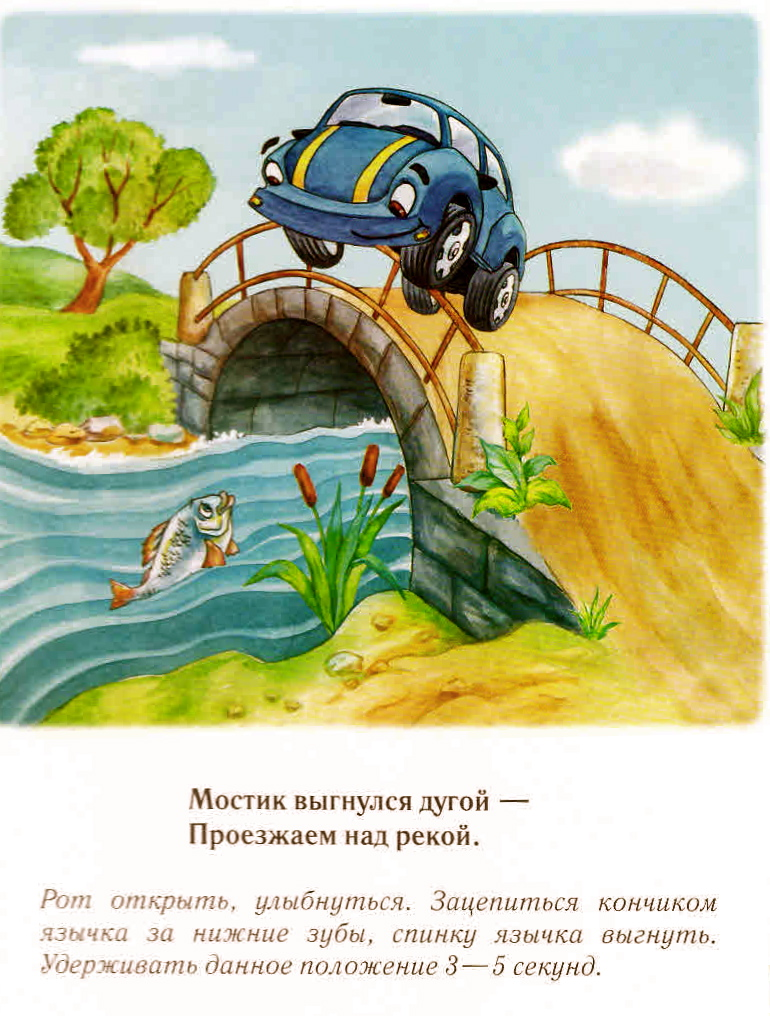 Мостик выгнулся дугой —
Проезжаем над рекой.
Рот открыть, улыбнуться. Зацепиться кончиком
язычка за нижние зубы, спинку язычка выгнуть.
Удерживать данное положение 3—5 секунд.